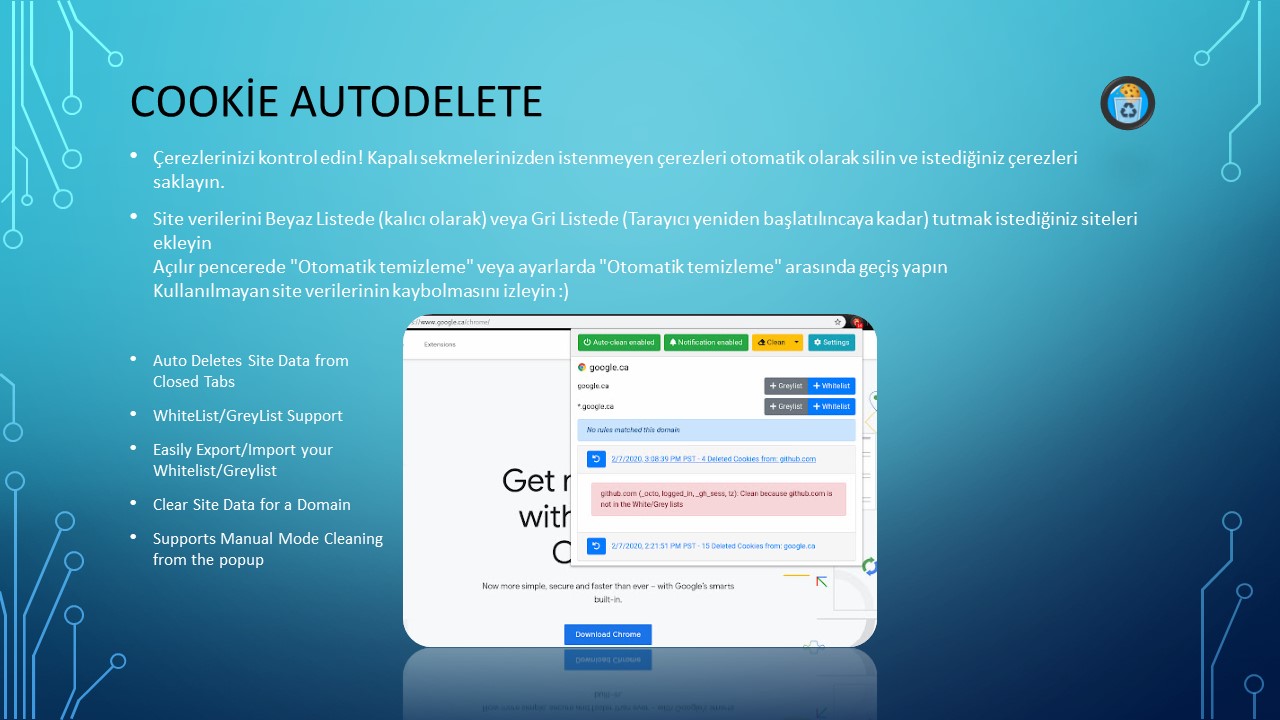 COOKİE AUTODELETE
• Çerezlerinizi kontrol edin! Kapalı sekmelerinizden istenmeyen çerezleri otomatik olarak silin ve istediğiniz çerezleri
saklayın.
• Site verilerini Beyaz Listede (kalıcı olarak) veya Gri Listede (Tarayıcı yeniden başlatılıncaya kadar) tutmak istediğiniz siteleri
ekleyin
Açılır pencerede "Otomatik temizleme" veya ayarlarda "Otomatik temizleme" arasında geçiş yapın
Kullanılmayan site verilerinin kaybolmasını izleyin :)
• Auto Deletes Site Data from
Closed Tabs
• WhiteList/GreyList Support
• Easily Export/Import your
Whitelist/Greylist
• Clear Site Data for a Domain
• Supports Manual Mode Cleaning
from the popup
//www.google.ca/chrome/
Extensions
Auto-clean enabled Notification enabled Clean Settings
google.ca
google.ca + Greylist + Whitelist
*.google.ca + Greylist + Whitelist
No rules matched this domain
2/7/2020, 3:08:39 PM PST - 4 Deleted Cookies from: github.com
github.com (_octo, logged_in, _gh_sess, tz): Clean because github.com is
not in the White/Grey lists
2/7/2020, 2:21:51 PM PST - 15 Deleted Cookies from: google.ca
Get
with
Now more simple, secure and faster than ever – with Google's smarts
built-in.
Download Chrome